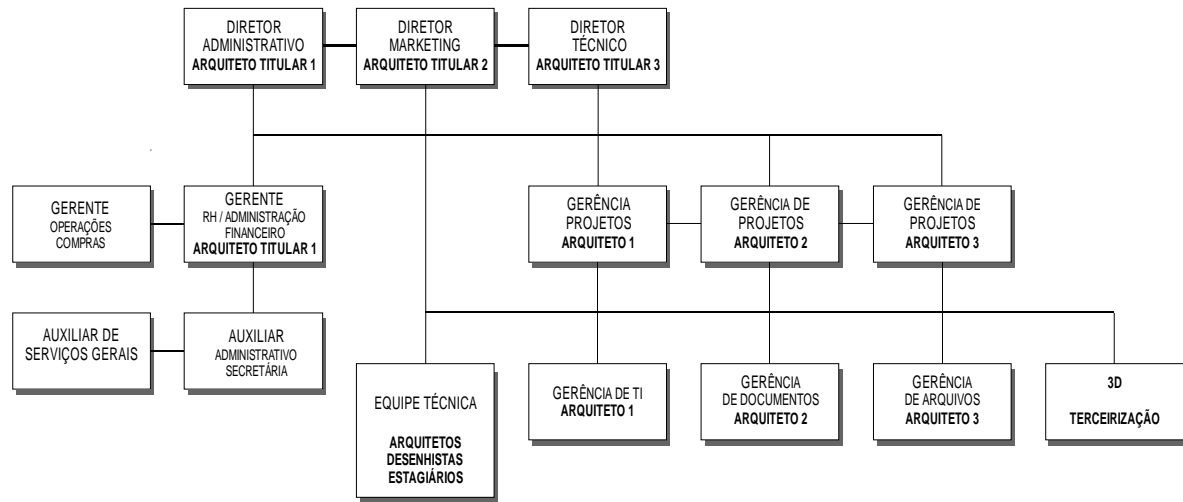 DIRETOR
ADMINISTRATIVO
ARQUITETO TITULAR 1
DIRETOR
MARKETING
ARQUITETO TITULAR 2
DIRETOR
TÉCNICO
ARQUITETO TITULAR 3
GERENTE
OPERAÇÕES
COMPRAS
GERENTE
RH / ADMINISTRAÇÃO
FINANCEIRO
ARQUITETO TITULAR 1
GERÊNCIA
PROJETOS
ARQUITETO 1
GERÊNCIA DE
PROJETOS
ARQUITETO 2
GERÊNCIA DE
PROJETOS
ARQUITETO 3
AUXILIAR DE
SERVIÇOS GERAIS
AUXILIAR
ADMINISTRATIVO
SECRETÁRIA
EQUIPE TÉCNICA
ARQUITETOS
DESENHISTAS
ESTAGIÁRIOS
GERÊNCIA DE TI
ARQUITETO 1
GERÊNCIA
DE DOCUMENTOS
ARQUITETO 2
GERÊNCIA
DE ARQUIVOS
ARQUITETO 3
3D
TERCEIRIZAÇÃO